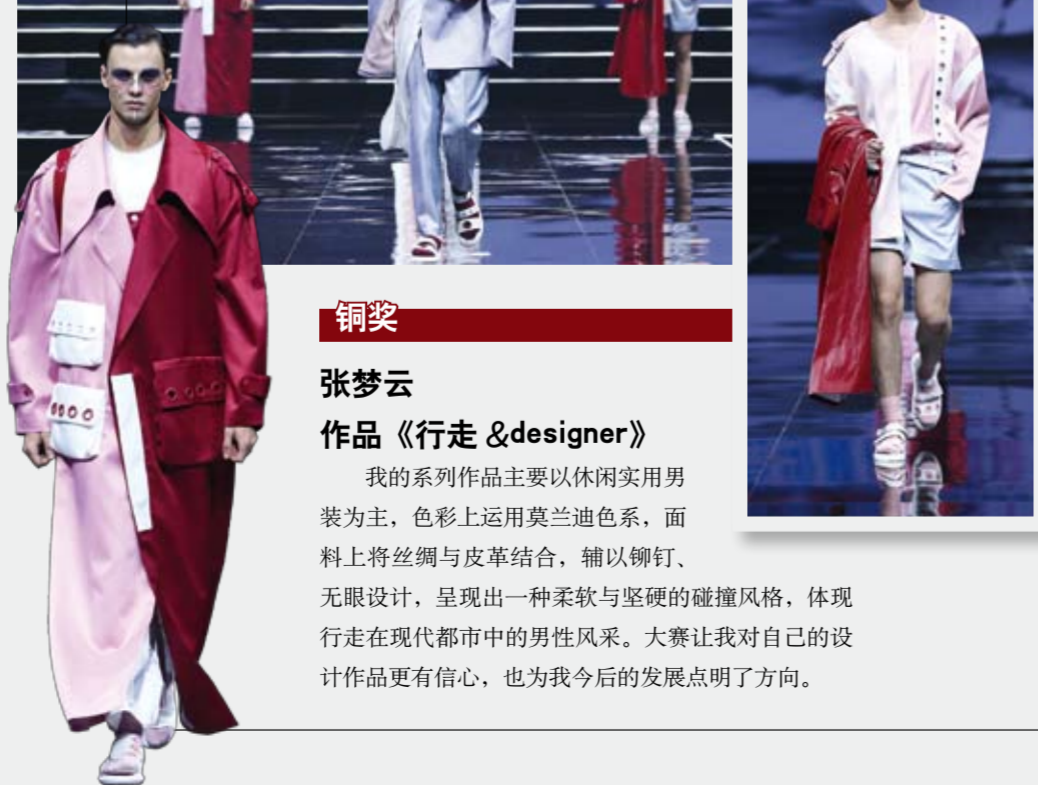 铜奖
张梦云
作品《行走 &designer》
我的系列作品主要以休闲实用男
装为主，色彩上运用莫兰迪色系，面
料上将丝绸与皮革结合，辅以铆钉、
无眼设计，呈现出一种柔软与坚硬的碰撞风格，体现
行走在现代都市中的男性风采。大赛让我对自己的设
计作品更有信心，也为我今后的发展点明了方向。